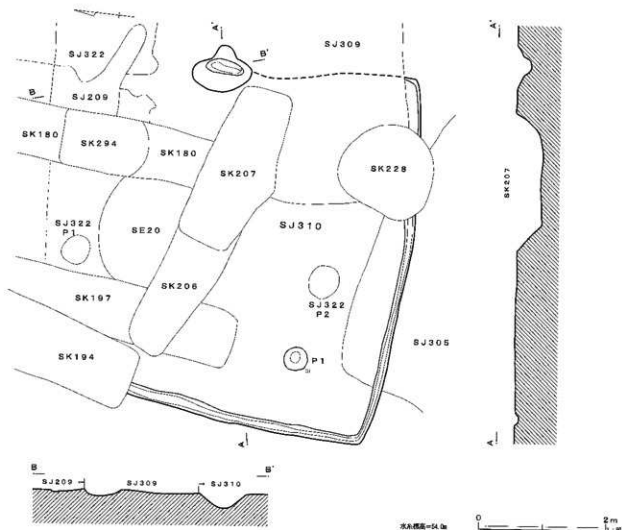 A'
B'
SJ309
SJ322
A'
B
SJ209
SK180
SK294
SK180
SK207
SK228
SK207
SJ322
P1
SE20
SJ310
SK206
SJ322
P2
SK197
SJ305
P1
SK194
A
A
B
B'
SJ209
SJ309
SJ310
水糸標高=54.0m
0
2m